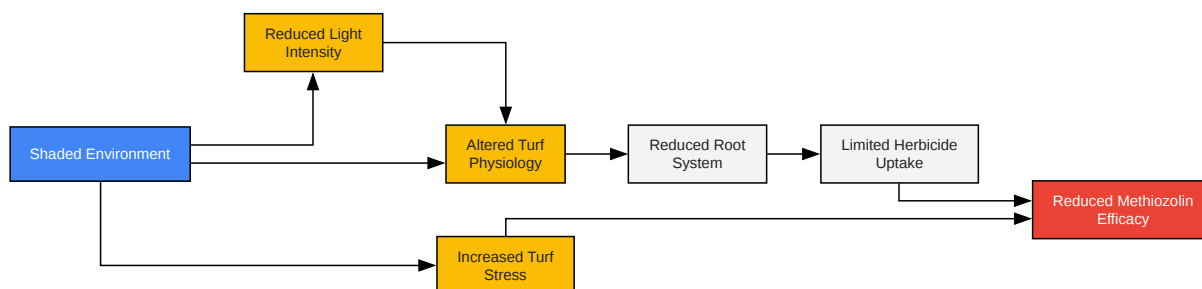 Reduced Light
Intensity
Shaded Environment
Altered Turf
Physiology
Reduced Root
System
Limited Herbicide
Uptake
Reduced Methiozolin
Efficacy
Increased Turf
Stress